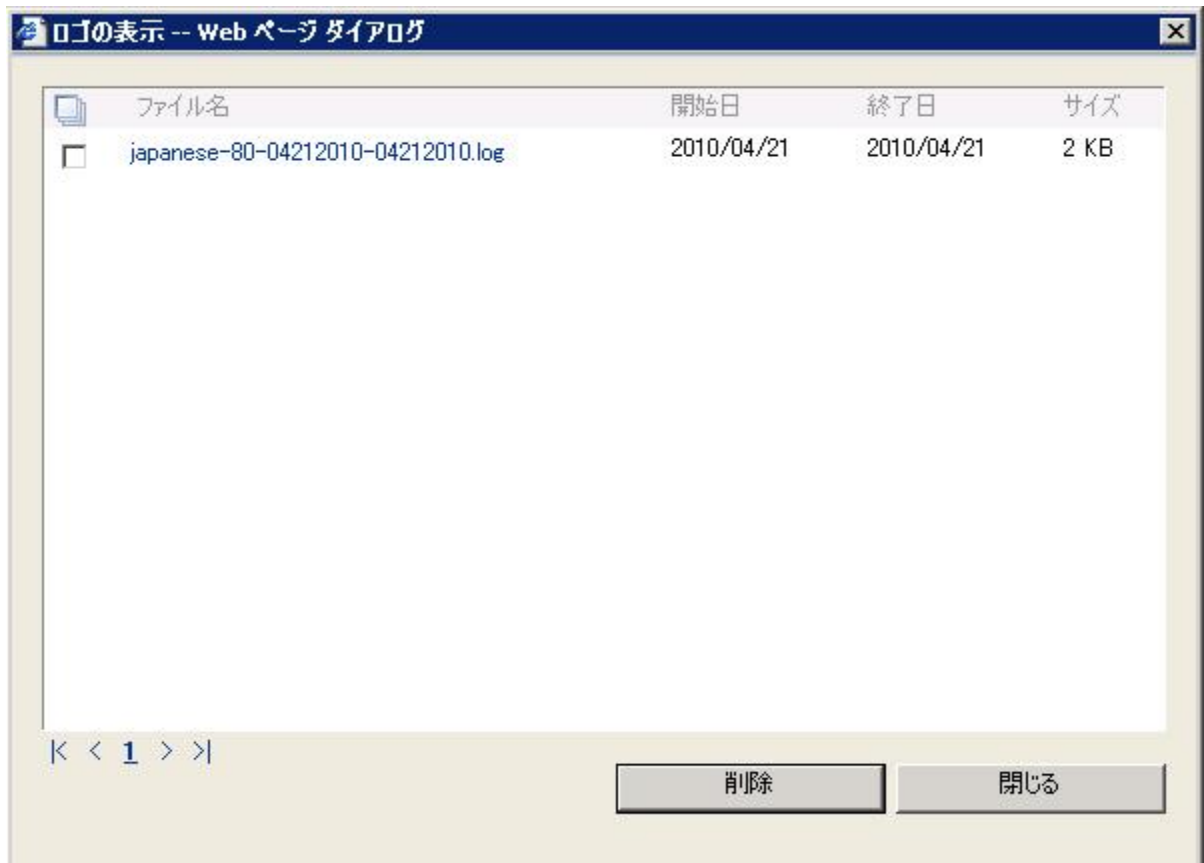 ロゴの表示 -- Web ページ ダイアログ
ファイル名 開始日 終了日 サイズ
japanese-80-04212010-04212010.log 2010/04/21 2010/04/21 2 KB
|< < 1 > >|
削除 閉じる